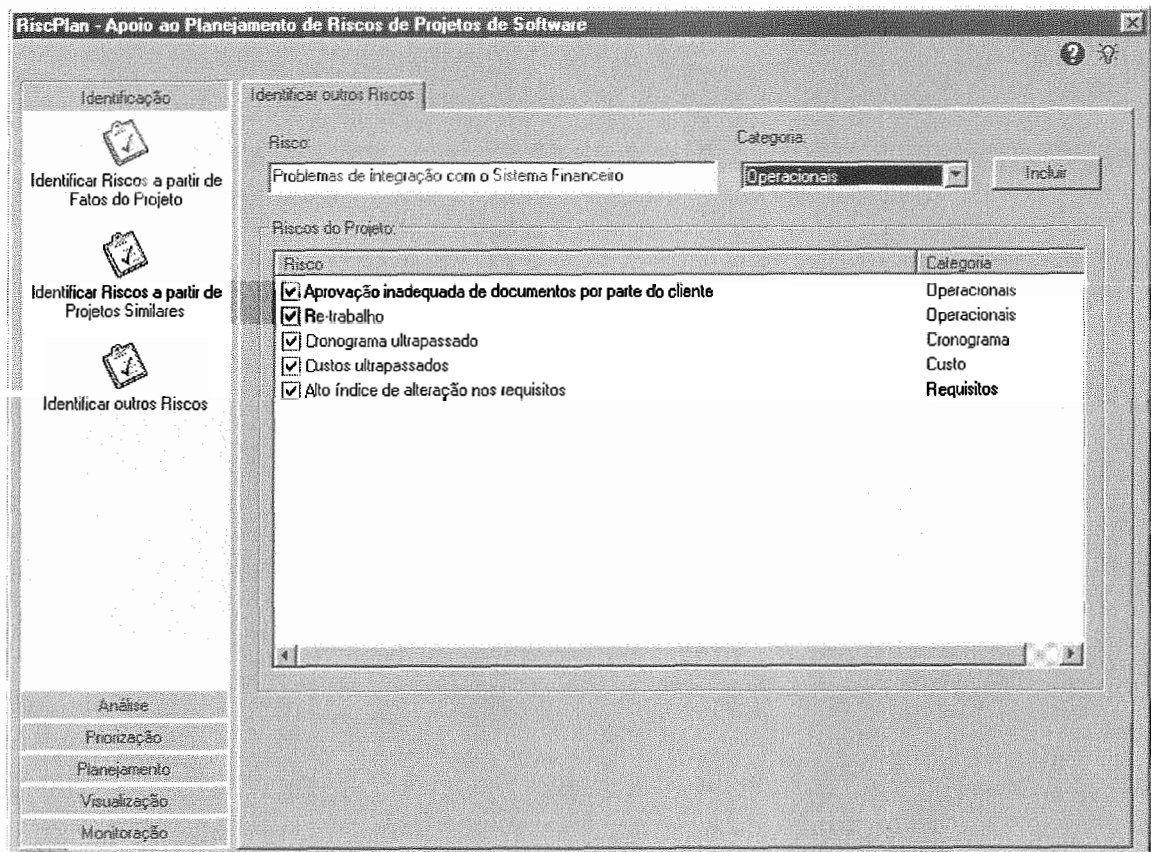 RiscPlan - Apoio ao Planejamento de Riscos de Projetos de Software
Identificação
Identificar Riscos a partir de
Fatos do Projeto
Identificar Riscos a partir de
Projetos Similares
Identificar outros Riscos
Análise
Priorização
Planejamento
Visualização
Monitoração
Identificar outros Riscos
Risco:
Categoria:
Problemas de integração com o Sistema Financeiro
Operacionais
Incluir
Riscos do Projeto:
Risco Categoria
Aprovação inadequada de documentos por parte do cliente Operacionais
Re-trabalho Operacionais
Cronograma ultrapassado Cronograma
Custos ultrapassados Custo
Alto índice de alteração nos requisitos Requisitos